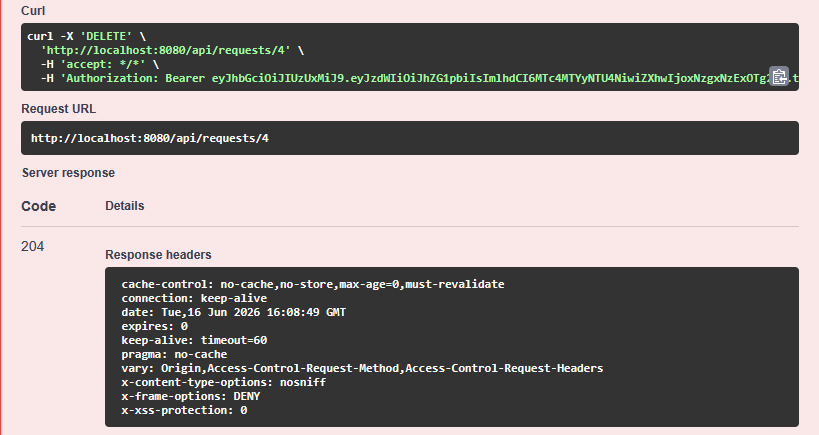 Curl
curl -X 'DELETE' \
'http://localhost:8080/api/requests/4' \
-H 'accept: */*' \
-H 'Authorization: Bearer
Request URL
http://localhost:8080/api/requests/4
Server response
Code Details
204
Response headers
cache-control: no-cache,no-store,max-age=0,must-revalidate
connection: keep-alive
date: Tue,16 Jun 2026 16:08:49 GMT
expires: 0
keep-alive: timeout=60
pragma: no-cache
vary: Origin,Access-Control-Request-Method,Access-Control-Request-Headers
x-content-type-options: nosniff
x-frame-options: DENY
x-xss-protection: 0